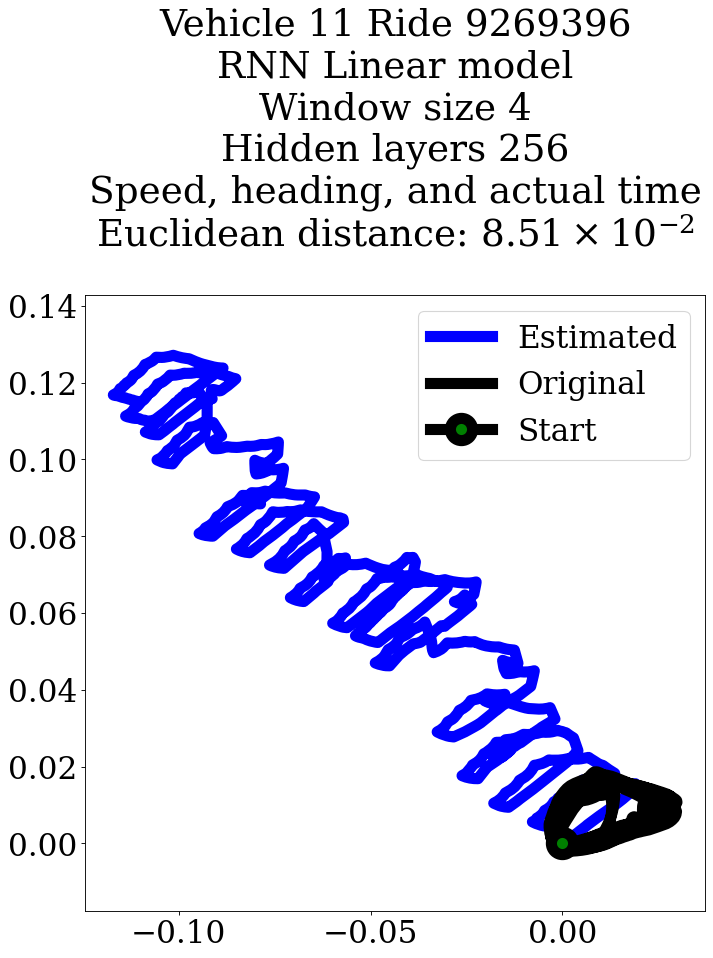 Vehicle 11 Ride 9269396
RNN Linear model
Window size 4
Hidden layers 256
Speed, heading, and actual time
Euclidean distance: 8.51 × 10⁻²
0.14
0.12
0.10
0.08
0.06
0.04
0.02
0.00
Estimated
Original
Start
−0.10
−0.05
0.00